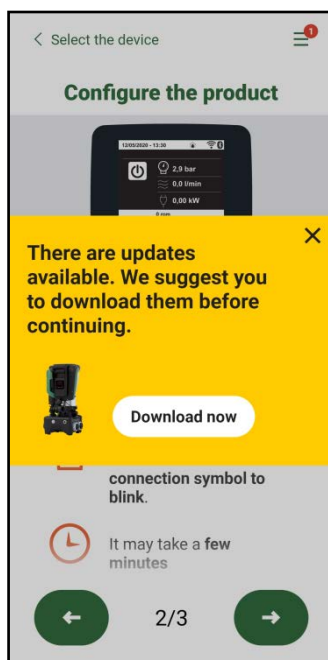 Select the device
1
Configure the product
12/05/2020 - 13:39
2,9 bar
0,0 l/min
0,00 kW
There are updates
available. We suggest you
to download them before
continuing.
Download now
connection symbol to
blink.
It may take a few
minutes
2/3